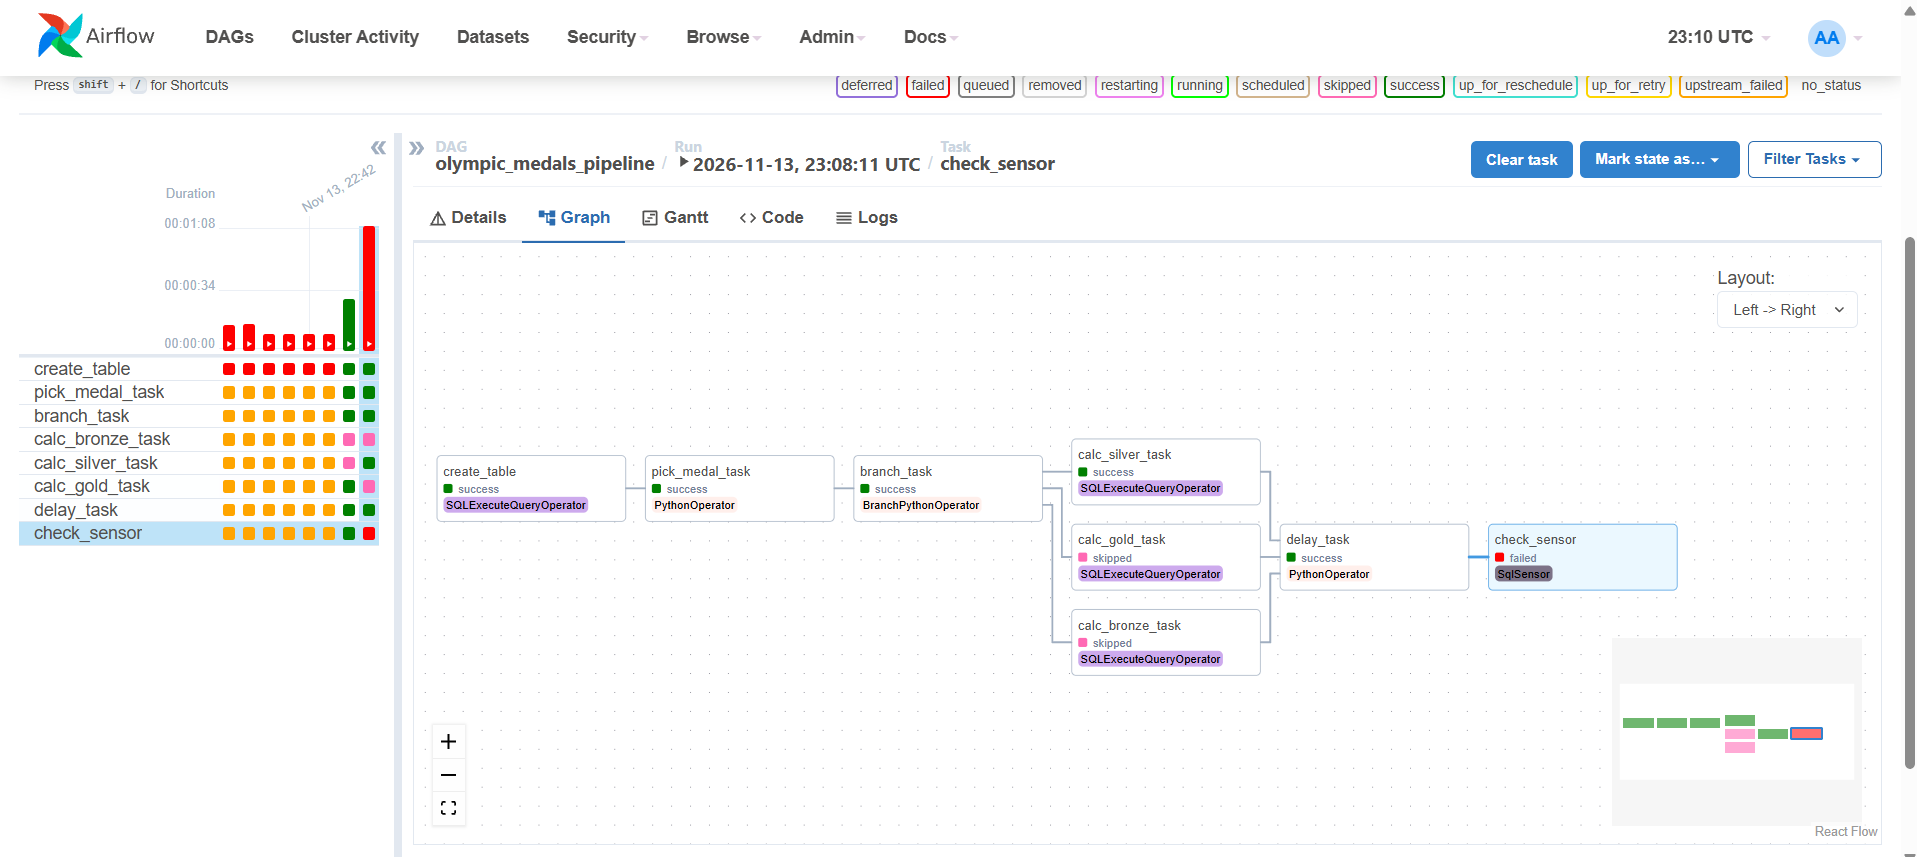 Airflow DAGs Cluster Activity Datasets Security Browse Admin Docs 23:10 UTC AA
Press shift + / for Shortcuts
deferred failed queued removed restarting running scheduled skipped success up_for_reschedule up_for_retry upstream_failed no_status
Nov 13, 22:42
Duration
00:01:08
00:00:34
00:00:00
create_table
pick_medal_task
branch_task
calc_bronze_task
calc_silver_task
calc_gold_task
delay_task
check_sensor
DAG Run Task
olympic_medals_pipeline / 2026-11-13, 23:08:11 UTC / check_sensor
Clear task Mark state as... Filter Tasks
Details Graph Gantt Code Logs
Layout:
Left -> Right
create_table
success
SQLExecuteQueryOperator
pick_medal_task
success
PythonOperator
branch_task
success
BranchPythonOperator
calc_silver_task
success
SQLExecuteQueryOperator
calc_gold_task
skipped
SQLExecuteQueryOperator
calc_bronze_task
skipped
SQLExecuteQueryOperator
delay_task
success
PythonOperator
check_sensor
failed
SqlSensor
React Flow